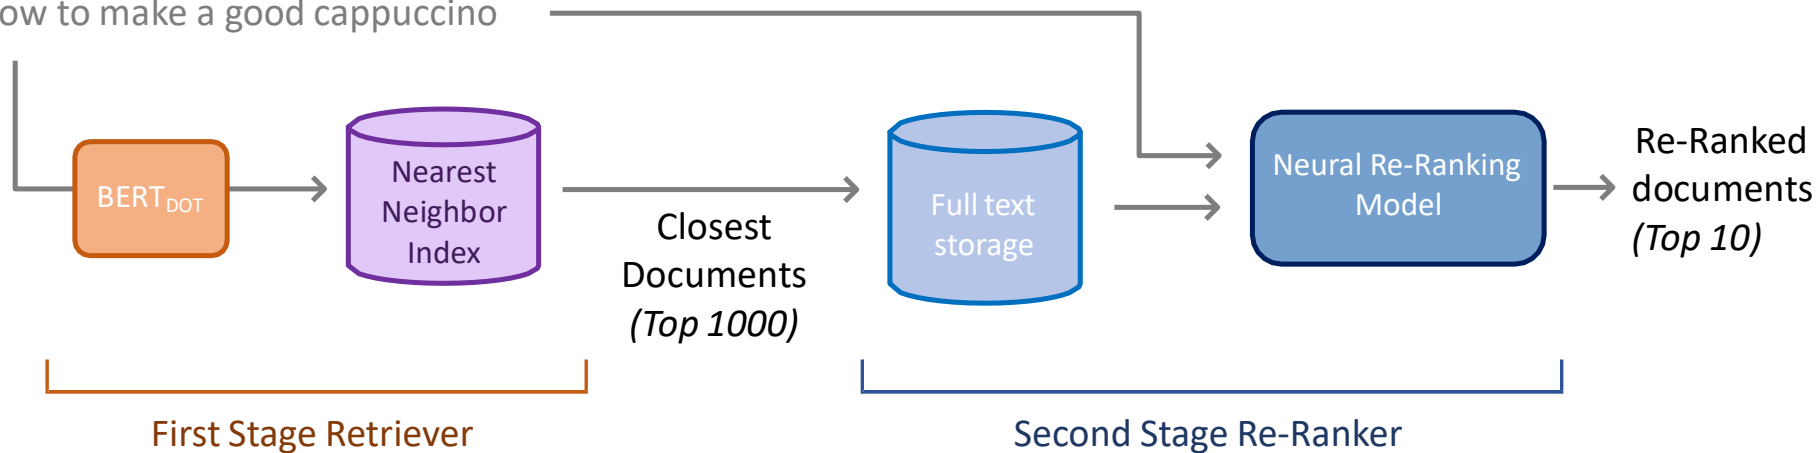 ow to make a good cappuccino
BERT_DOT
Nearest
Neighbor
Index
Closest
Documents
(Top 1000)
Full text
storage
Neural Re-Ranking
Model
Re-Ranked
documents
(Top 10)
First Stage Retriever
Second Stage Re-Ranker